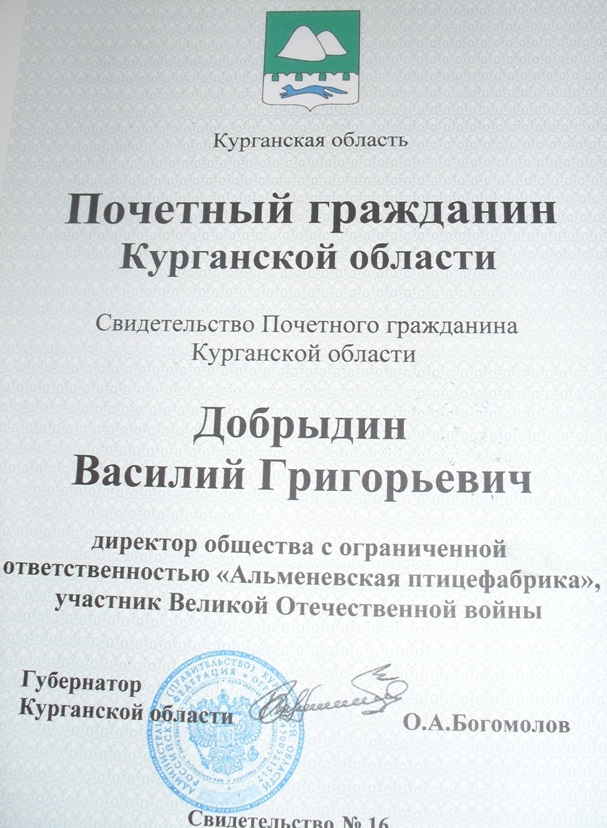 Курганская область
Почетный гражданин
Курганской области
Свидетельство Почетного гражданина
Курганской области
Добрыдин
Василий Григорьевич
директор общества с ограниченной
ответственностью «Альменевская птицефабрика»,
участник Великой Отечественной войны
Губернатор
Курганской области
О.А.Богомолов
Свидетельство № 16